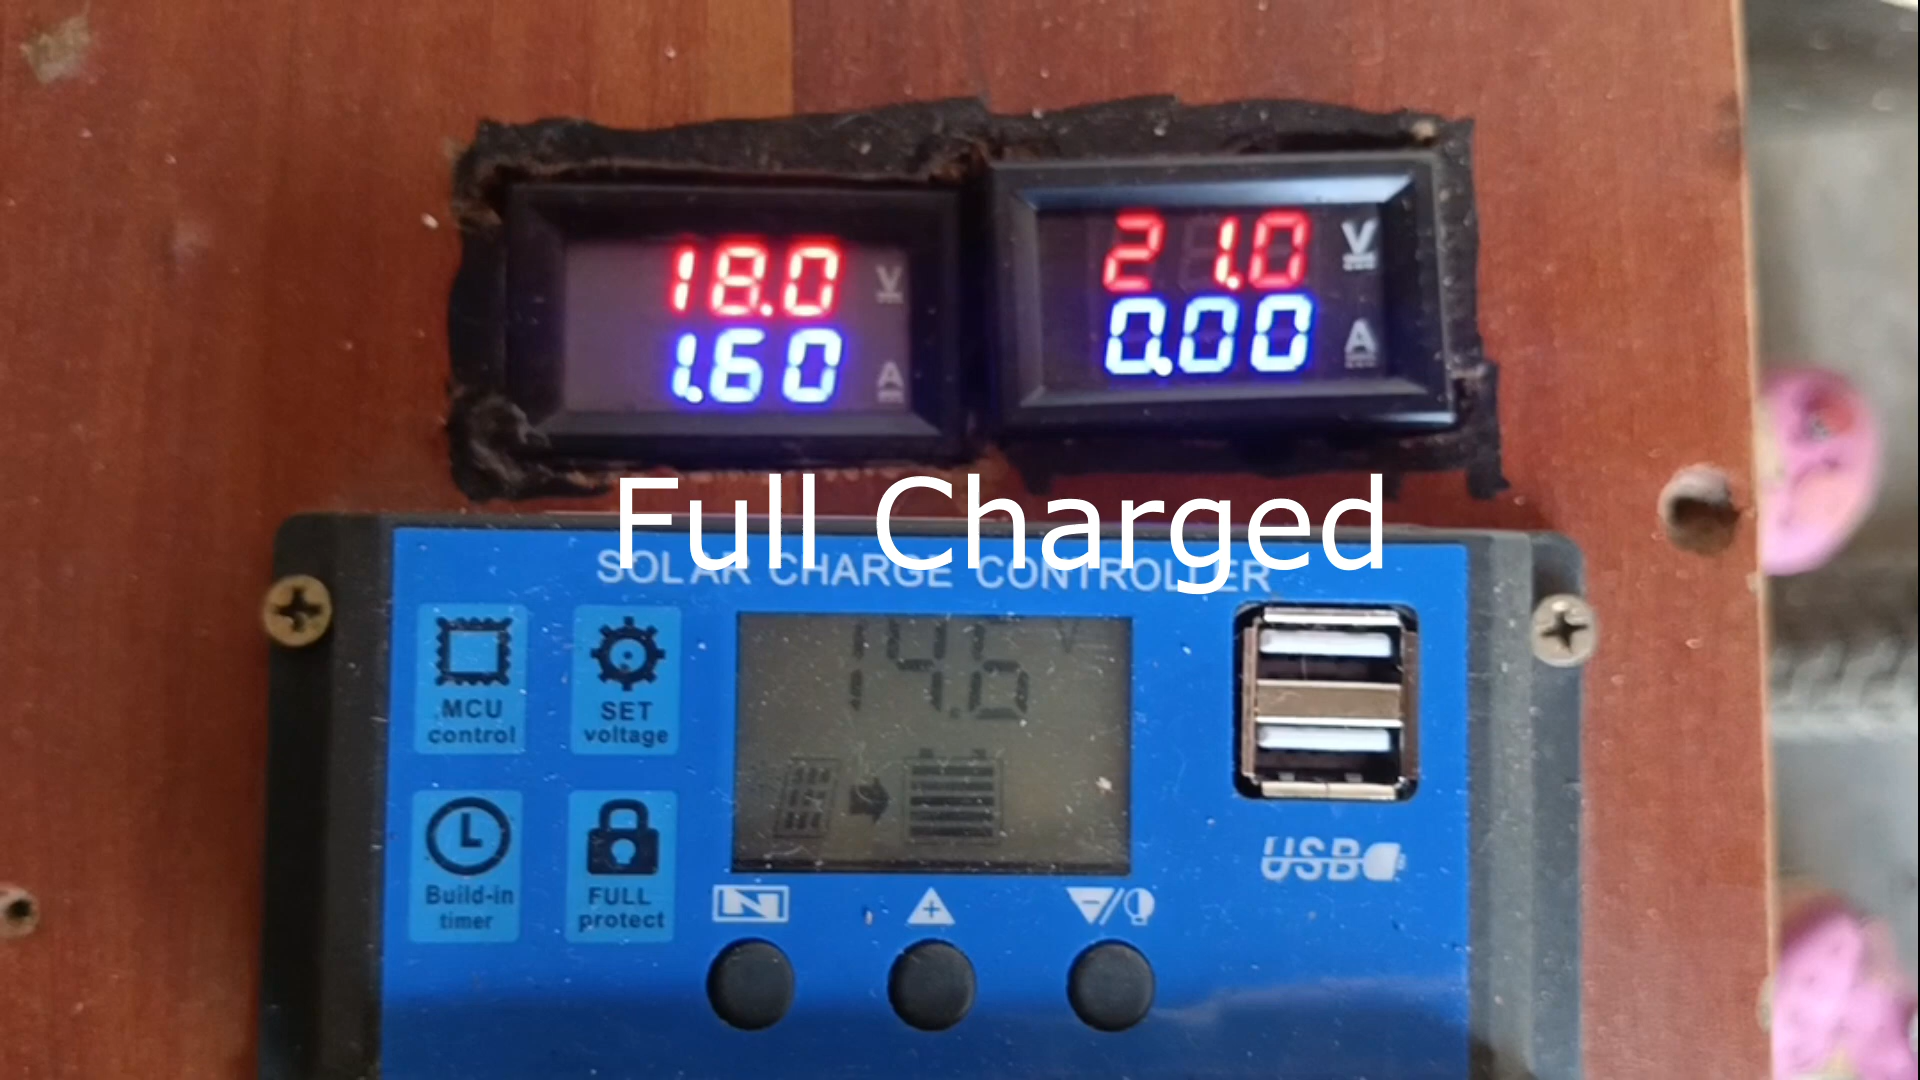 18.0 V
1.60 A
21.0 V
0.00 A
Full Charged
SOLAR CHARGE CONTROLLER
14.6 V
MCU
control
SET
voltage
Build-in
timer
FULL
protect
USB